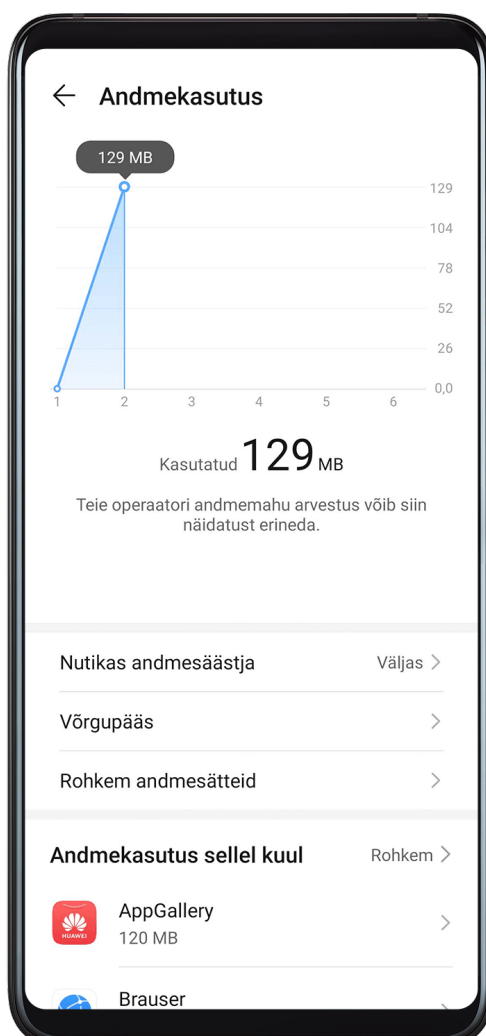 Andmekasutus
129 MB
129
104
78
52
26
0,0
1 2 3 4 5 6
Kasutatud 129 MB
Teie operaatori andmemahu arvestus võib siin
näidatust erineda.
Nutikas andmesäästja Väljas
Võrgupääs
Rohkem andmesätteid
Andmekasutus sellel kuul Rohkem
AppGallery
HUAWEI
120 MB
Brauser